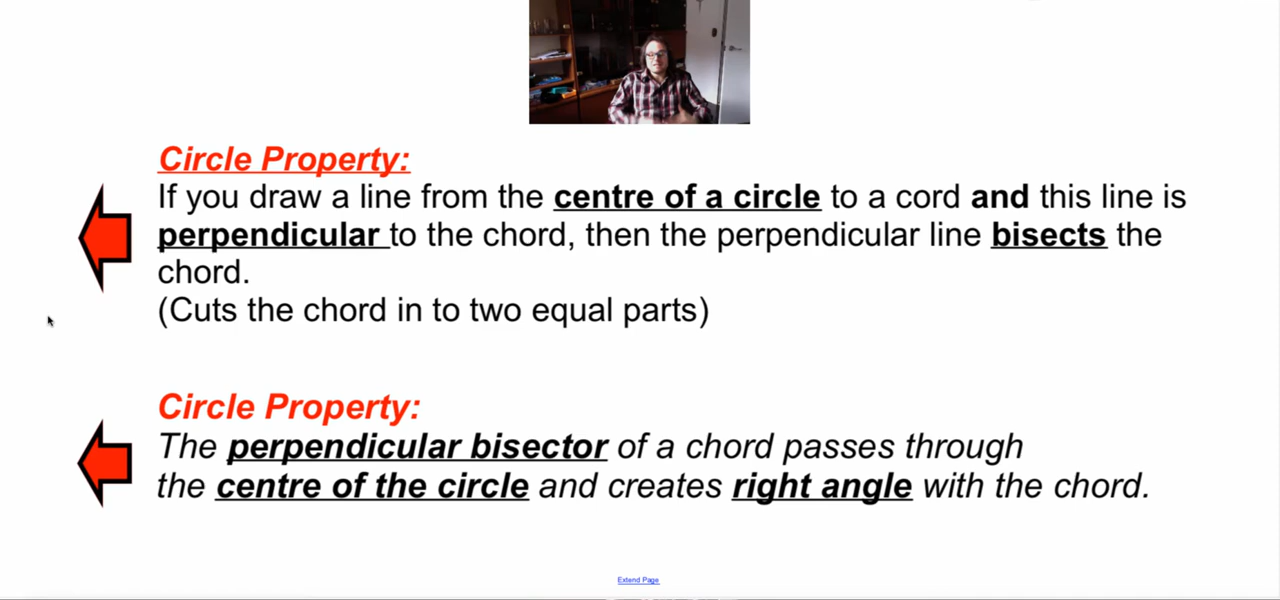 Circle Property:
If you draw a line from the centre of a circle to a cord and this line is
perpendicular to the chord, then the perpendicular line bisects the
chord.
(Cuts the chord in to two equal parts)
Circle Property:
The perpendicular bisector of a chord passes through
the centre of the circle and creates right angle with the chord.
Extend Page